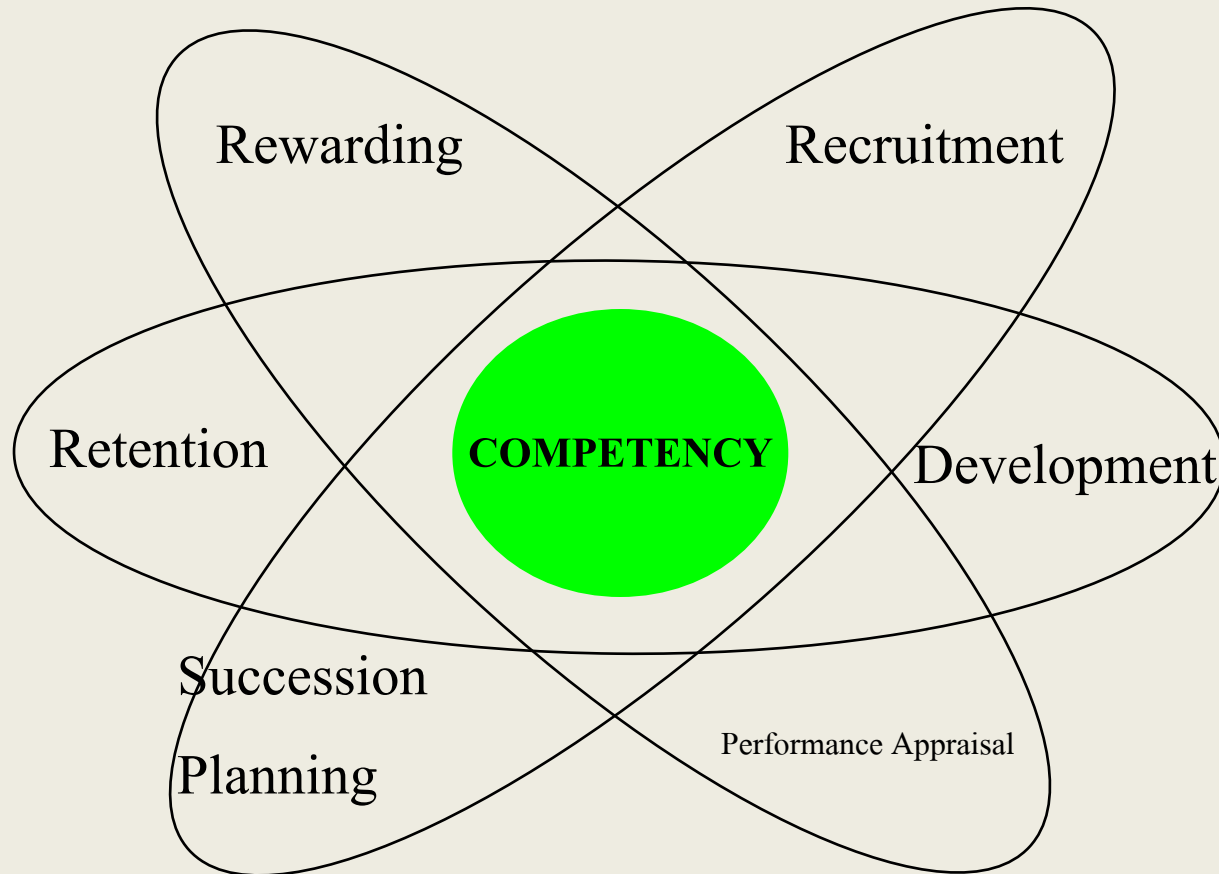 Rewarding
Recruitment
Retention
COMPETENCY
Development
Succession
Planning
Performance Appraisal